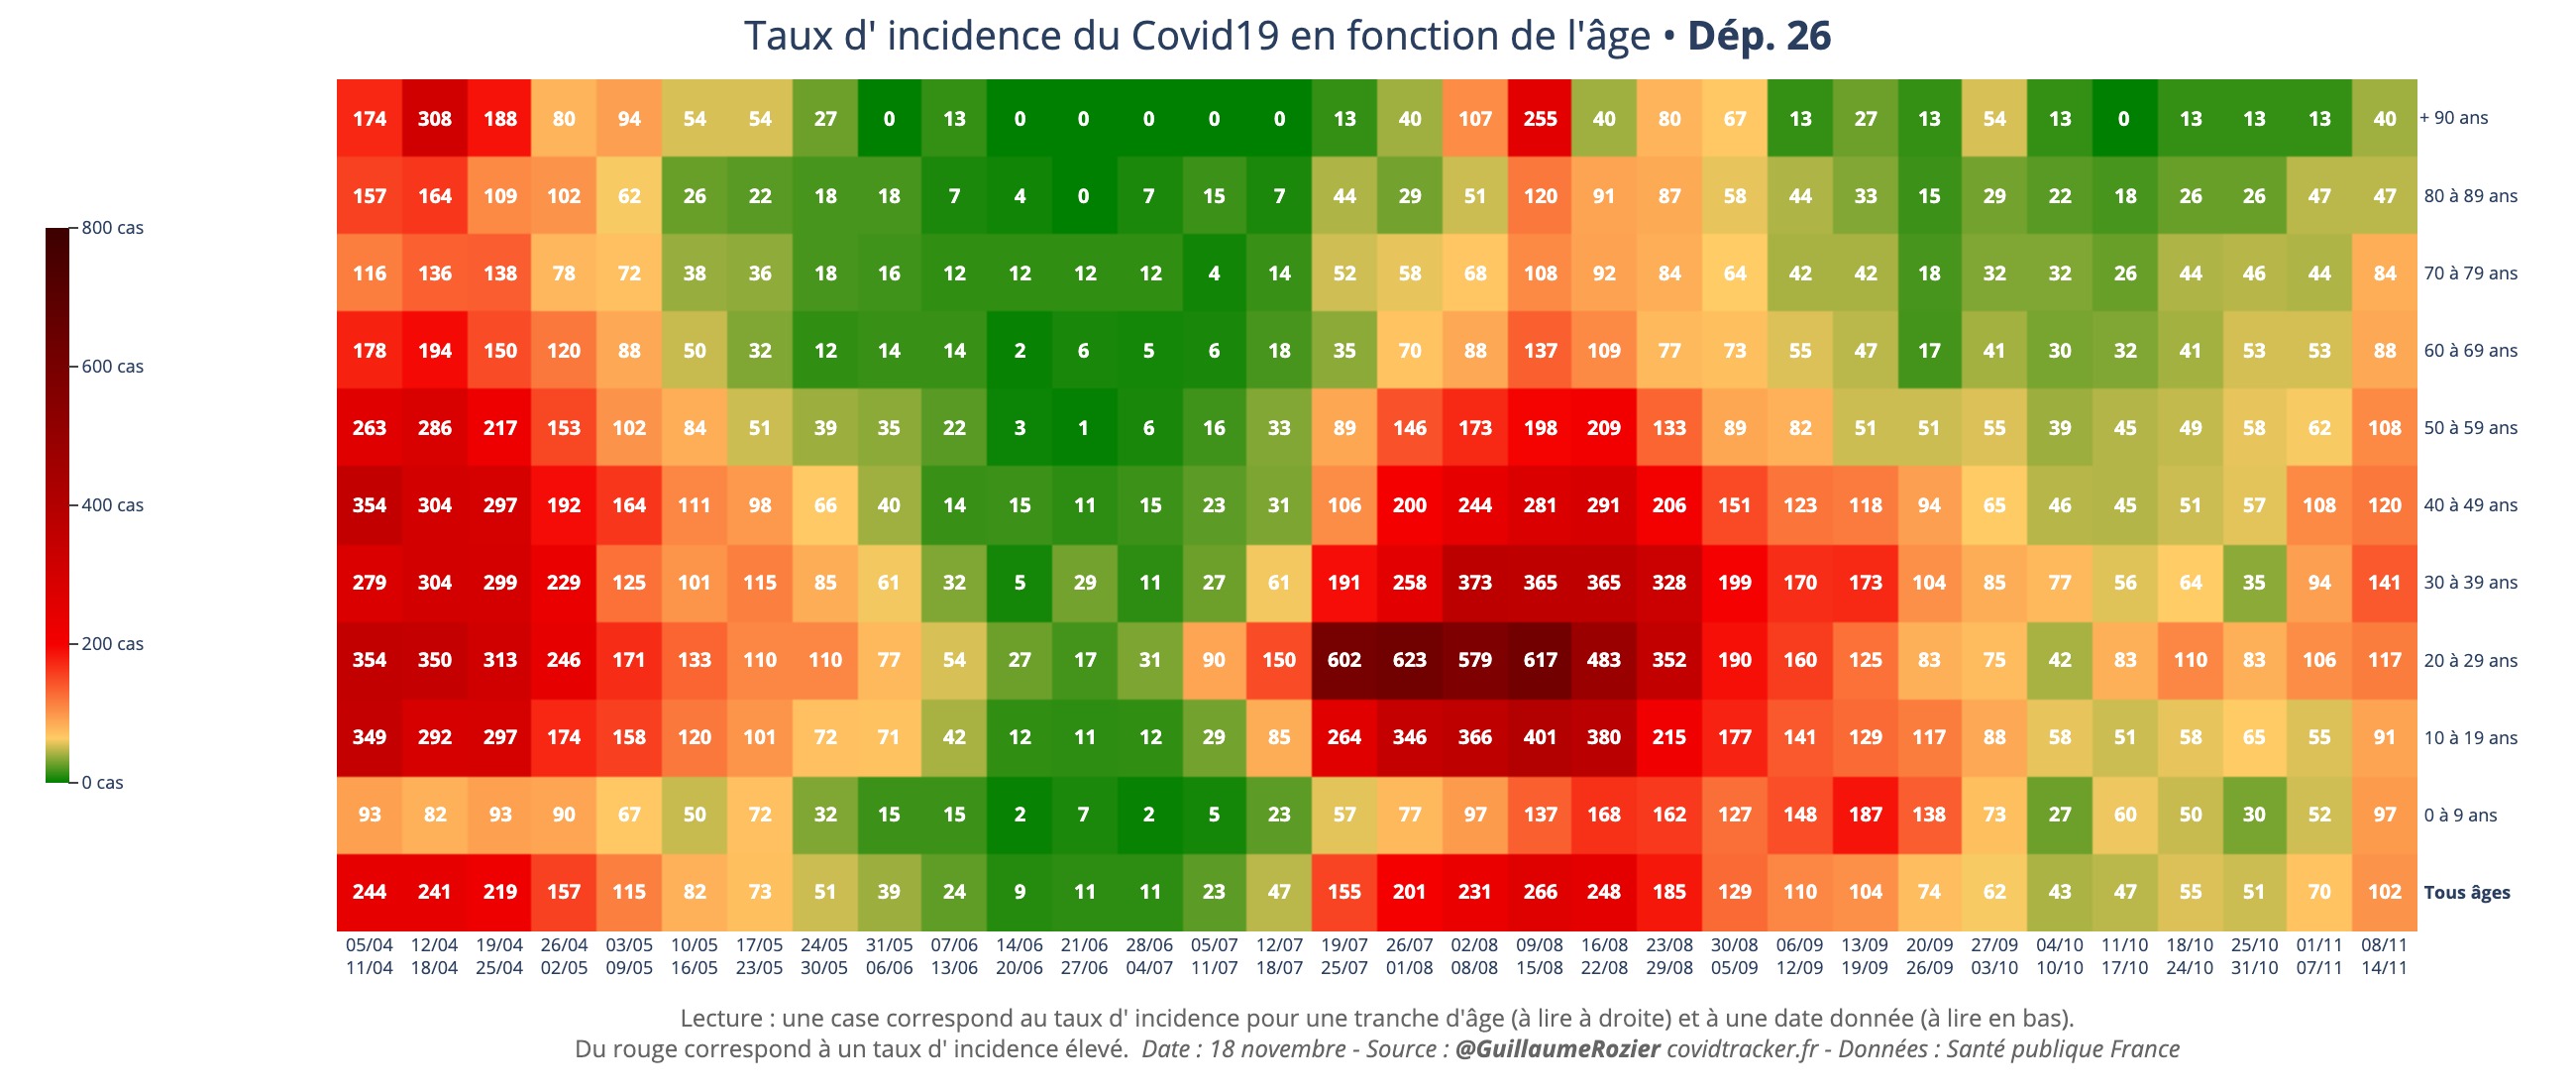 Taux d' incidence du Covid19 en fonction de l'âge • Dép. 26
800 cas
600 cas
400 cas
200 cas
0 cas
174 308 188 80 94 54 54 27 0 13 0 0 0 0 0 13 40 107 255 40 80 67 13 27 13 54 13 0 13 13 13 40 + 90 ans
157 164 109 102 62 26 22 18 18 7 4 0 7 15 7 44 29 51 120 91 87 58 44 33 15 29 22 18 26 26 47 47 80 à 89 ans
116 136 138 78 72 38 36 18 16 12 12 12 12 4 14 52 58 68 108 92 84 64 42 42 18 32 32 26 44 46 44 84 70 à 79 ans
178 194 150 120 88 50 32 12 14 14 2 6 5 6 18 35 70 88 137 109 77 73 55 47 17 41 30 32 41 53 53 88 60 à 69 ans
263 286 217 153 102 84 51 39 35 22 3 1 6 16 33 89 146 173 198 209 133 89 82 51 51 55 39 45 49 58 62 108 50 à 59 ans
354 304 297 192 164 111 98 66 40 14 15 11 15 23 31 106 200 244 281 291 206 151 123 118 94 65 46 45 51 57 108 120 40 à 49 ans
279 304 299 229 125 101 115 85 61 32 5 29 11 27 61 191 258 373 365 365 328 199 170 173 104 85 77 56 64 35 94 141 30 à 39 ans
354 350 313 246 171 133 110 110 77 54 27 17 31 90 150 602 623 579 617 483 352 190 160 125 83 75 42 83 110 83 106 117 20 à 29 ans
349 292 297 174 158 120 101 72 71 42 12 11 12 29 85 264 346 366 401 380 215 177 141 129 117 88 58 51 58 65 55 91 10 à 19 ans
93 82 93 90 67 50 72 32 15 15 2 7 2 5 23 57 77 97 137 168 162 127 148 187 138 73 27 60 50 30 52 97 0 à 9 ans
244 241 219 157 115 82 73 51 39 24 9 11 11 23 47 155 201 231 266 248 185 129 110 104 74 62 43 47 55 51 70 102 Tous âges
05/04 12/04 19/04 26/04 03/05 10/05 17/05 24/05 31/05 07/06 14/06 21/06 28/06 05/07 12/07 19/07 26/07 02/08 09/08 16/08 23/08 30/08 06/09 13/09 20/09 27/09 04/10 11/10 18/10 25/10 01/11 08/11
11/04 18/04 25/04 02/05 09/05 16/05 23/05 30/05 06/06 13/06 20/06 27/06 04/07 11/07 18/07 25/07 01/08 08/08 15/08 22/08 29/08 05/09 12/09 19/09 26/09 03/10 10/10 17/10 24/10 31/10 07/11 14/11
Lecture : une case correspond au taux d' incidence pour une tranche d'âge (à lire à droite) et à une date donnée (à lire en bas).
Du rouge correspond à un taux d' incidence élevé. Date : 18 novembre - Source : @GuillaumeRozier covidtracker.fr - Données : Santé publique France